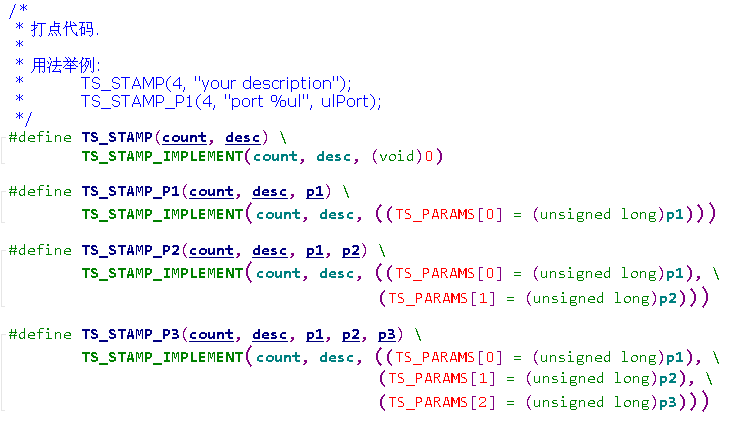 /*
 * 打点代码.
 *
 * 用法举例:
 *       TS_STAMP(4, "your description");
 *       TS_STAMP_P1(4, "port %ul", ulPort);
 */
#define TS_STAMP(count, desc) \
        TS_STAMP_IMPLEMENT(count, desc, (void)0)
#define TS_STAMP_P1(count, desc, p1) \
        TS_STAMP_IMPLEMENT(count, desc, ((TS_PARAMS[0] = (unsigned long)p1)))
#define TS_STAMP_P2(count, desc, p1, p2) \
        TS_STAMP_IMPLEMENT(count, desc, ((TS_PARAMS[0] = (unsigned long)p1), \
                                         (TS_PARAMS[1] = (unsigned long)p2)))
#define TS_STAMP_P3(count, desc, p1, p2, p3) \
        TS_STAMP_IMPLEMENT(count, desc, ((TS_PARAMS[0] = (unsigned long)p1), \
                                         (TS_PARAMS[1] = (unsigned long)p2), \
                                         (TS_PARAMS[2] = (unsigned long)p3)))